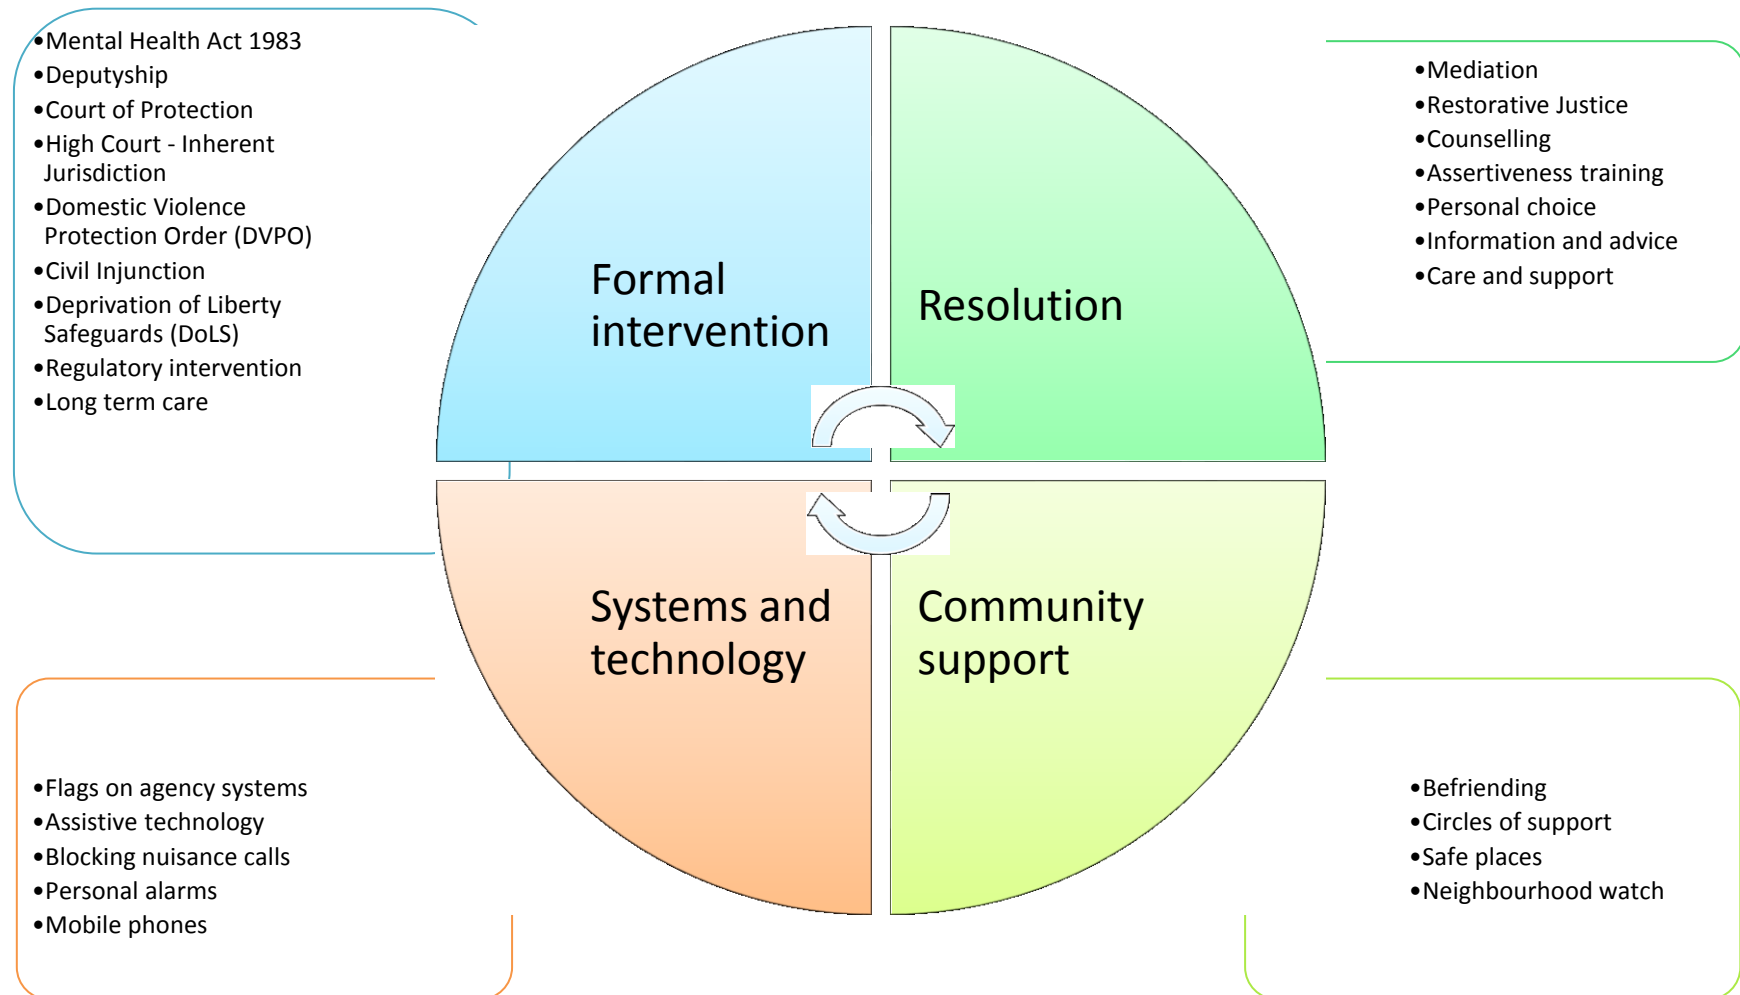 •Mental Health Act 1983
•Deputyship
•Court of Protection
•High Court - Inherent
Jurisdiction
•Domestic Violence
Protection Order (DVPO)
•Civil Injunction
•Deprivation of Liberty
Safeguards (DoLS)
•Regulatory intervention
•Long term care
Formal
intervention
Resolution
•Mediation
•Restorative Justice
•Counselling
•Assertiveness training
•Personal choice
•Information and advice
•Care and support
Systems and
technology
Community
support
•Flags on agency systems
•Assistive technology
•Blocking nuisance calls
•Personal alarms
•Mobile phones
•Befriending
•Circles of support
•Safe places
•Neighbourhood watch